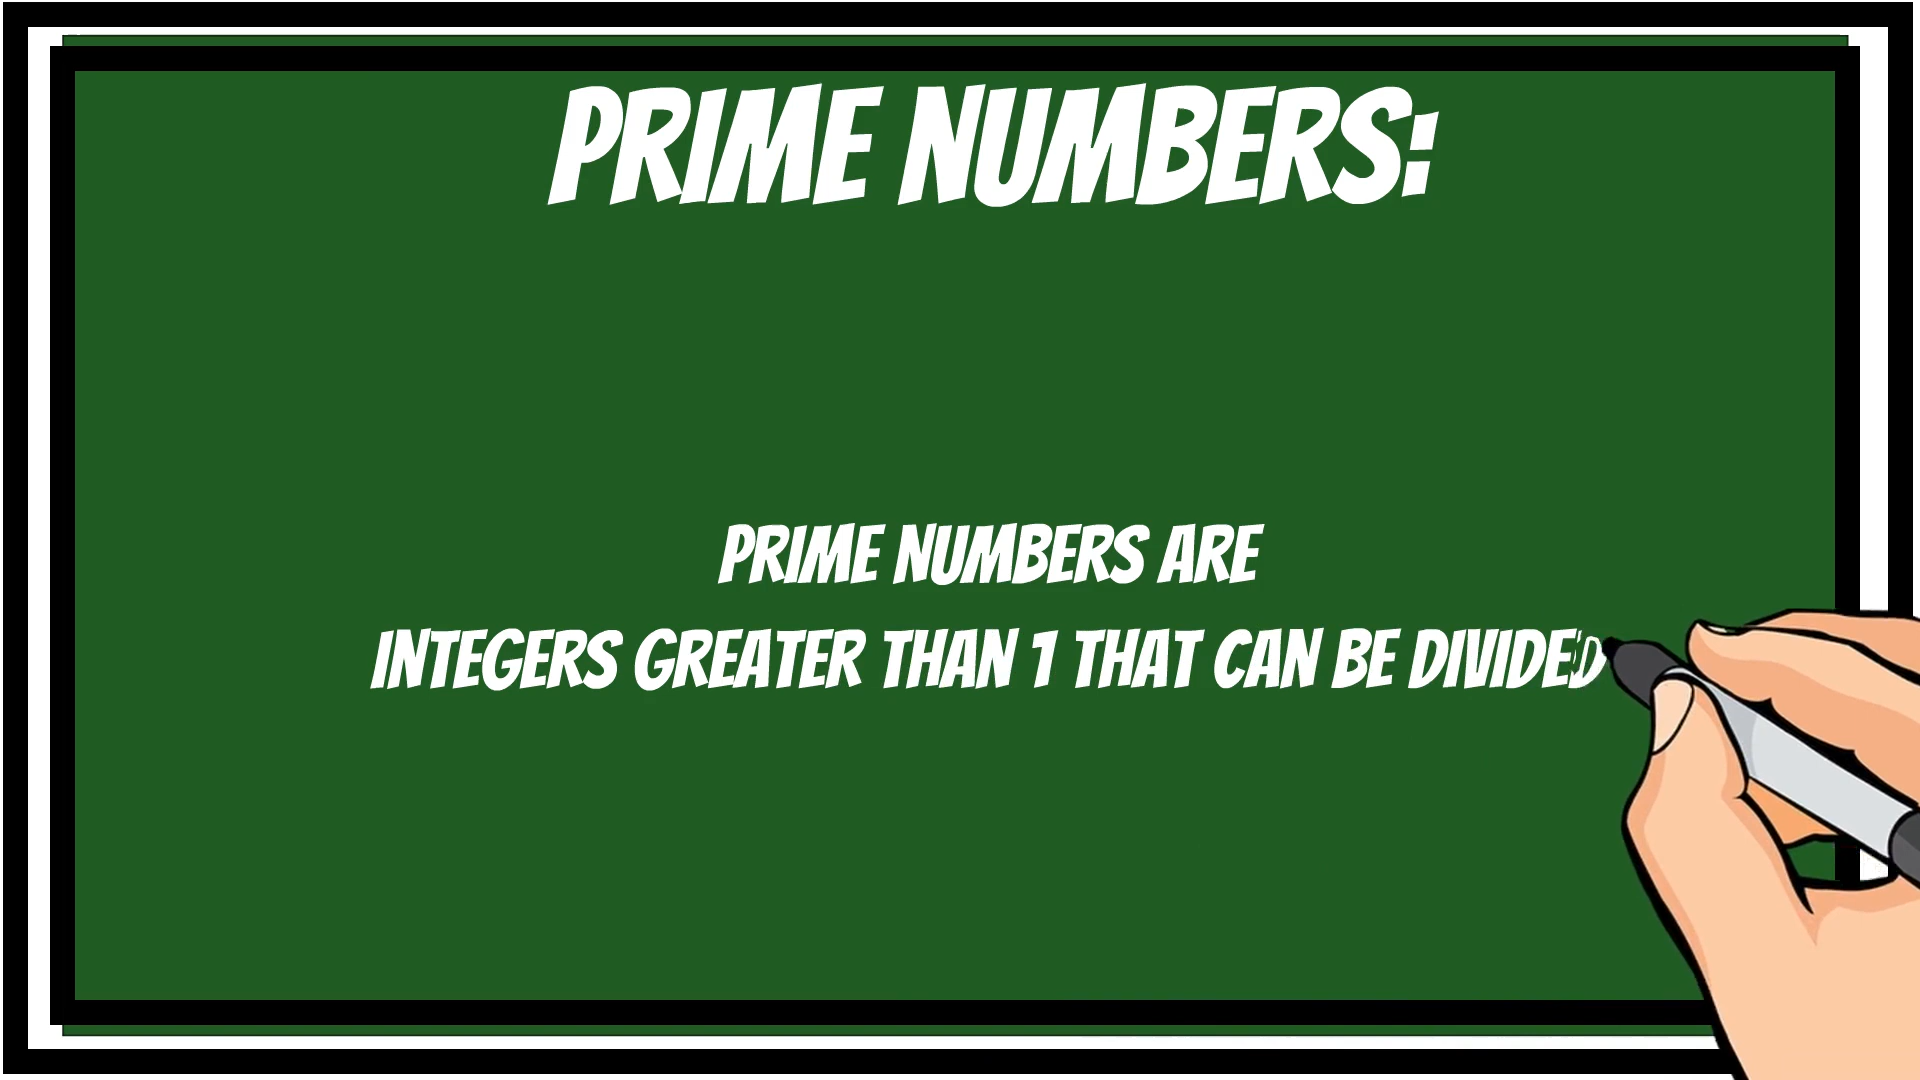 PRIME NUMBERS:
PRIME NUMBERS ARE
INTEGERS GREATER THAN 1 THAT CAN BE DIVIDED